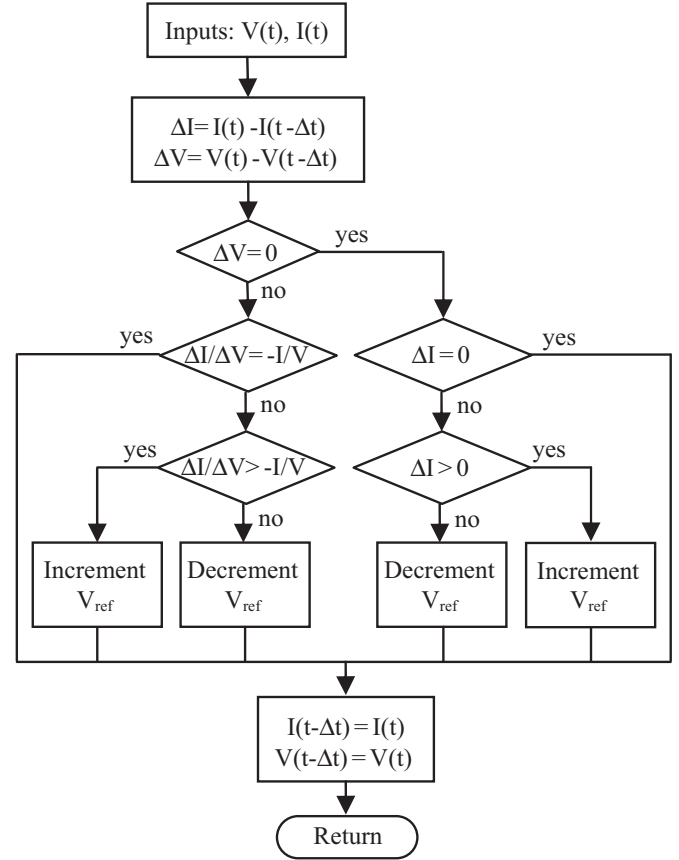 Inputs: V(t), I(t)
ΔI= I(t) -I(t -Δt)
ΔV= V(t) -V(t-Δt)
ΔV= 0
yes
no
ΔI/ΔV= -I/V
yes
no
ΔI = 0
yes
no
ΔI/ΔV> -I/V
yes
no
ΔI > 0
yes
no
Increment
Vref
Decrement
Vref
Decrement
Vref
Increment
Vref
I(t-Δt) = I(t)
V(t-Δt) = V(t)
Return